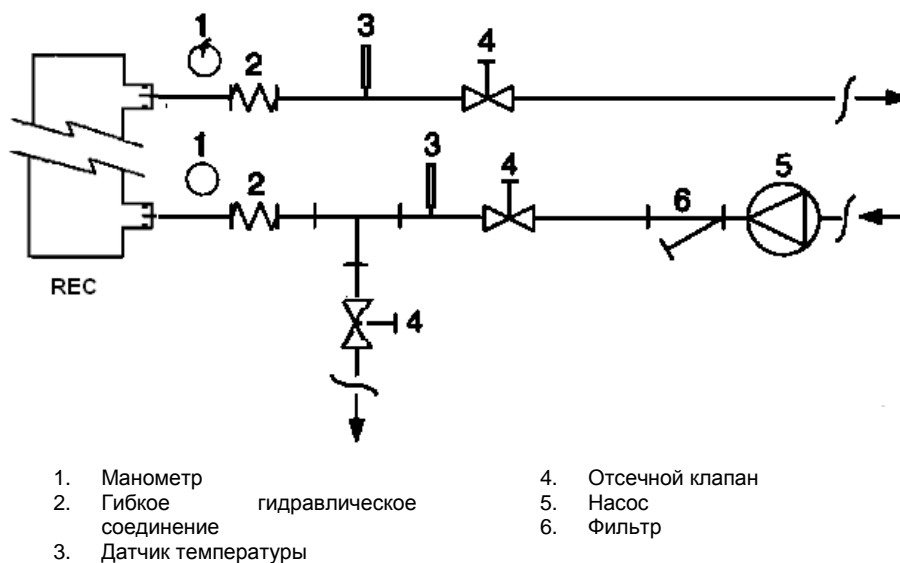 1
2
3
4
1
2
3
4
6
5
REC
4
1. Манометр
2. Гибкое гидравлическое
соединение
3. Датчик температуры
4. Отсечной клапан
5. Насос
6. Фильтр